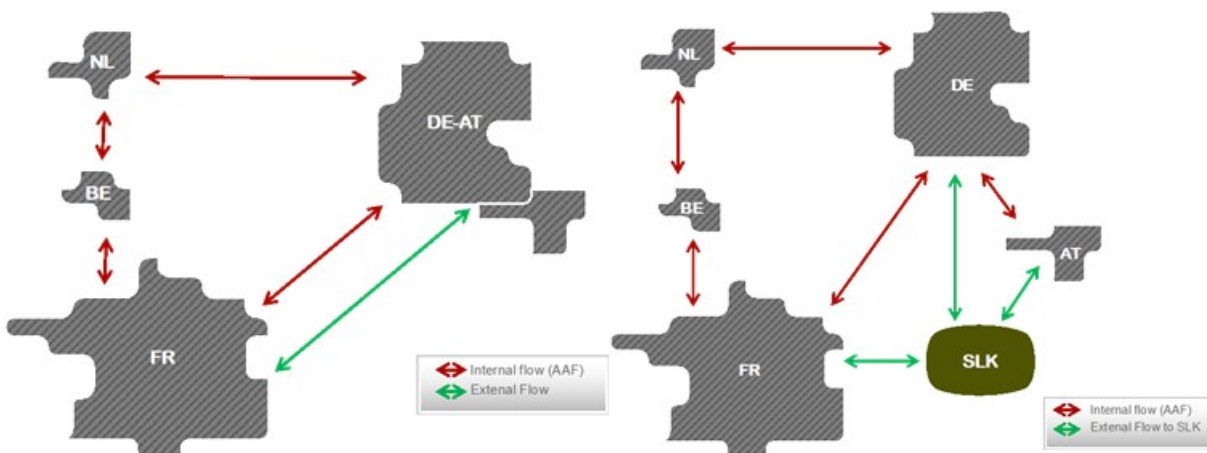 NL
DE-AT
BE
FR
Internal flow (AAF)
Extenal Flow
NL
DE
BE
AT
FR
SLK
Internal flow (AAF)
Extenal Flow to SLK